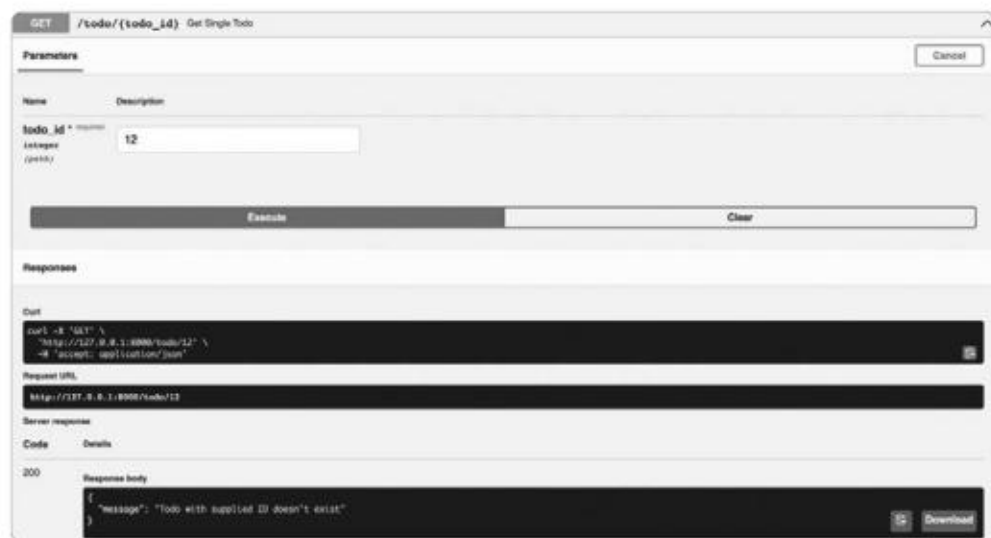 GET /todo/{todo_id} Get Single Todo
Parameters
Cancel
Name Description
todo_id * required
integer
(path)
12
Execute
Clear
Responses
Curl
curl -X 'GET' \
'http://127.0.0.1:8000/todo/12' \
-H 'accept: application/json'
Request URL
http://127.0.0.1:8000/todo/12
Server response
Code Details
200
Response body
{
"message": "Todo with supplied ID doesn't exist"
}
Download